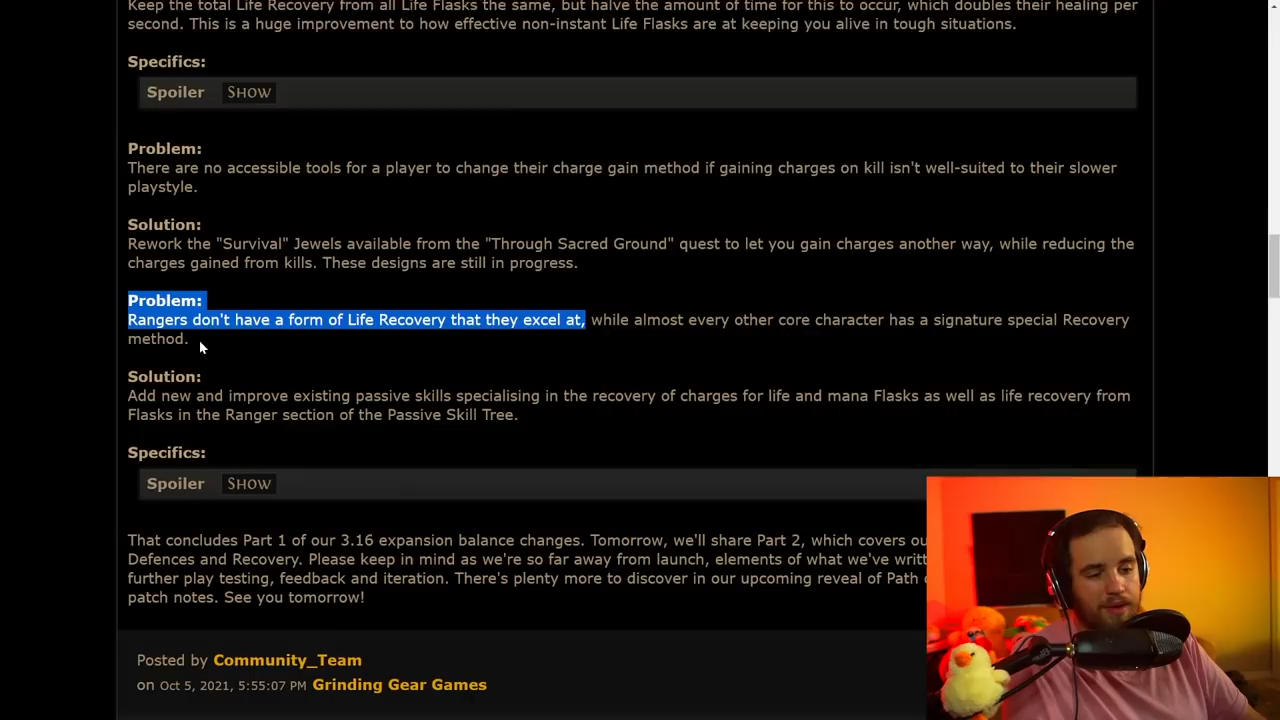 Keep the total Life Recovery from all Life Flasks the same, but halve the amount of time for this to occur, which doubles their healing per
second. This is a huge improvement to how effective non-instant Life Flasks are at keeping you alive in tough situations.
Specifics:
Spoiler SHOW
Problem:
There are no accessible tools for a player to change their charge gain method if gaining charges on kill isn't well-suited to their slower
playstyle.
Solution:
Rework the "Survival" Jewels available from the "Through Sacred Ground" quest to let you gain charges another way, while reducing the
charges gained from kills. These designs are still in progress.
Problem:
Rangers don't have a form of Life Recovery that they excel at, while almost every other core character has a signature special Recovery
method.
Solution:
Add new and improve existing passive skills specialising in the recovery of charges for life and mana Flasks as well as life recovery from
Flasks in the Ranger section of the Passive Skill Tree.
Specifics:
Spoiler SHOW
That concludes Part 1 of our 3.16 expansion balance changes. Tomorrow, we'll share Part 2, which covers ou
Defences and Recovery. Please keep in mind as we're so far away from launch, elements of what we've writt
further play testing, feedback and iteration. There's plenty more to discover in our upcoming reveal of Path
patch notes. See you tomorrow!
Posted by Community_Team
on Oct 5, 2021, 5:55:07 PM Grinding Gear Games